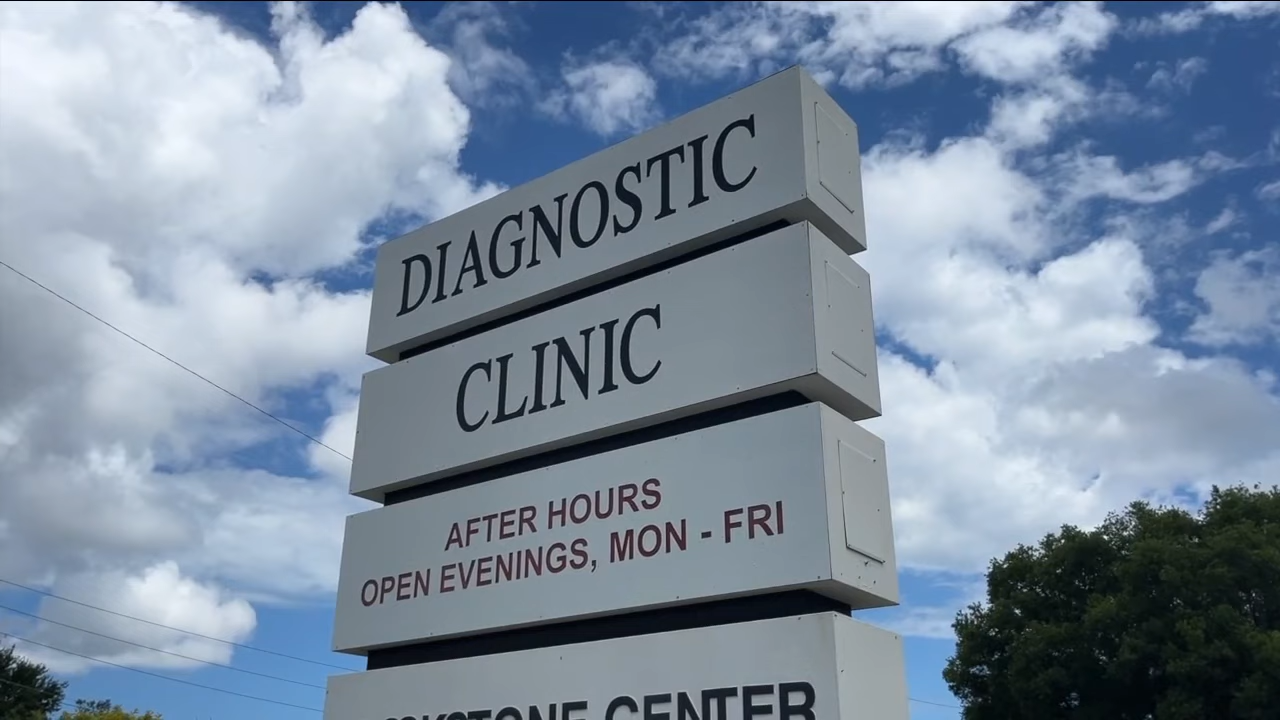 DIAGNOSTIC
CLINIC
AFTER HOURS
OPEN EVENINGS, MON - FRI
CENTER